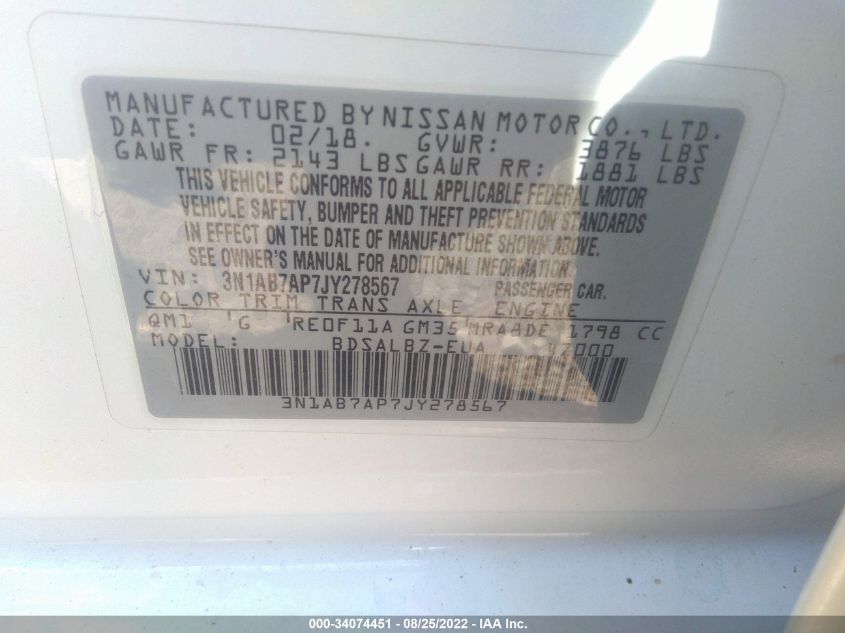 MANUFACTURED BY NISSAN MOTOR CO., LTD.
DATE: 02/18. GVWR: 3876 LBS
GAWR FR: 2143 LBS GAWR RR: 1881 LBS
THIS VEHICLE CONFORMS TO ALL APPLICABLE FEDERAL MOTOR
VEHICLE SAFETY, BUMPER AND THEFT PREVENTION STANDARDS
IN EFFECT ON THE DATE OF MANUFACTURE SHOWN ABOVE.
SEE OWNER'S MANUAL FOR ADDITIONAL INFORMATION.
VIN: 3N1AB7AP7JY278567 PASSENGER CAR.
COLOR TRIM TRANS AXLE ENGINE
QM1 G RE0F11A GM35 MRA8DE 1798 CC
MODEL: BDSALBZ-EUA
3N1AB7AP7JY278567
000-34074451 - 08/25/2022 - IAA Inc.